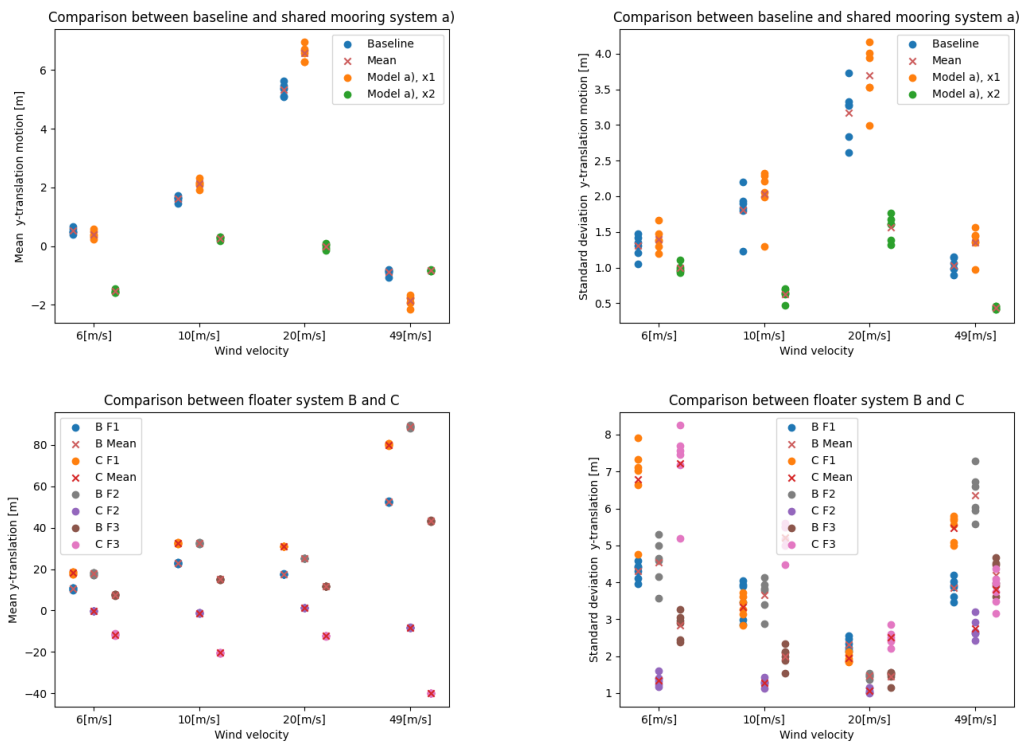 Comparison between baseline and shared mooring system a)
Mean y-translation motion [m]
6
4
2
0
−2
Baseline
Mean
Model a), x1
Model a), x2
6[m/s]
10[m/s]
20[m/s]
49[m/s]
Wind velocity
Comparison between baseline and shared mooring system a)
Standard deviation y-translation motion [m]
4.0
3.5
3.0
2.5
2.0
1.5
1.0
0.5
Baseline
Mean
Model a), x1
Model a), x2
6[m/s]
10[m/s]
20[m/s]
49[m/s]
Wind velocity
Comparison between floater system B and C
Mean y-translation [m]
80
60
40
20
0
−20
−40
B F1
B Mean
C F1
C Mean
B F2
C F2
B F3
C F3
6[m/s]
10[m/s]
20[m/s]
49[m/s]
Wind velocity
Comparison between floater system B and C
Standard deviation y-translation [m]
8
7
6
5
4
3
2
1
B F1
B Mean
C F1
C Mean
B F2
C F2
B F3
C F3
6[m/s]
10[m/s]
20[m/s]
49[m/s]
Wind velocity